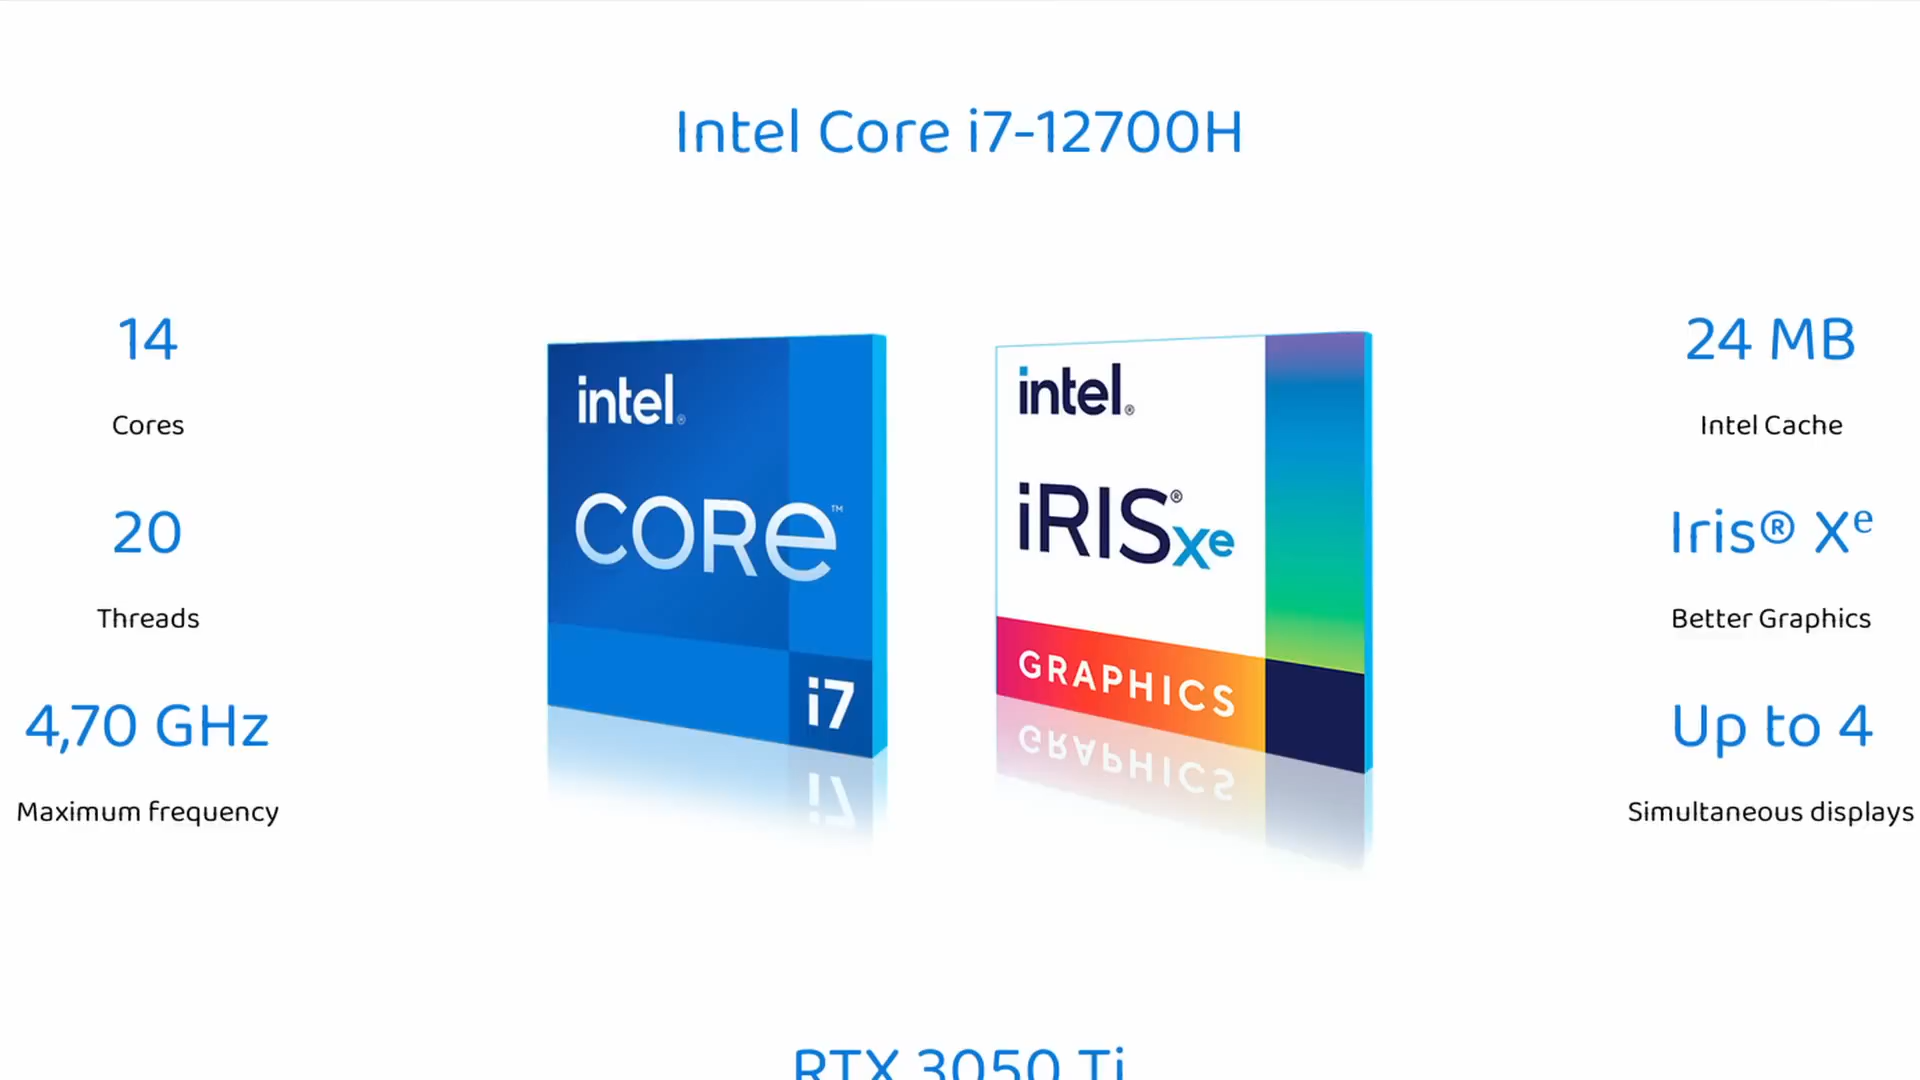 Intel Core i7-12700H
14
Cores
20
Threads
4,70 GHz
Maximum frequency
intel®
CORe™
i7
intel®
iRIS®xe
GRAPHICS
24 MB
Intel Cache
Iris® Xᵉ
Better Graphics
Up to 4
Simultaneous displays
RTX 3050 Ti